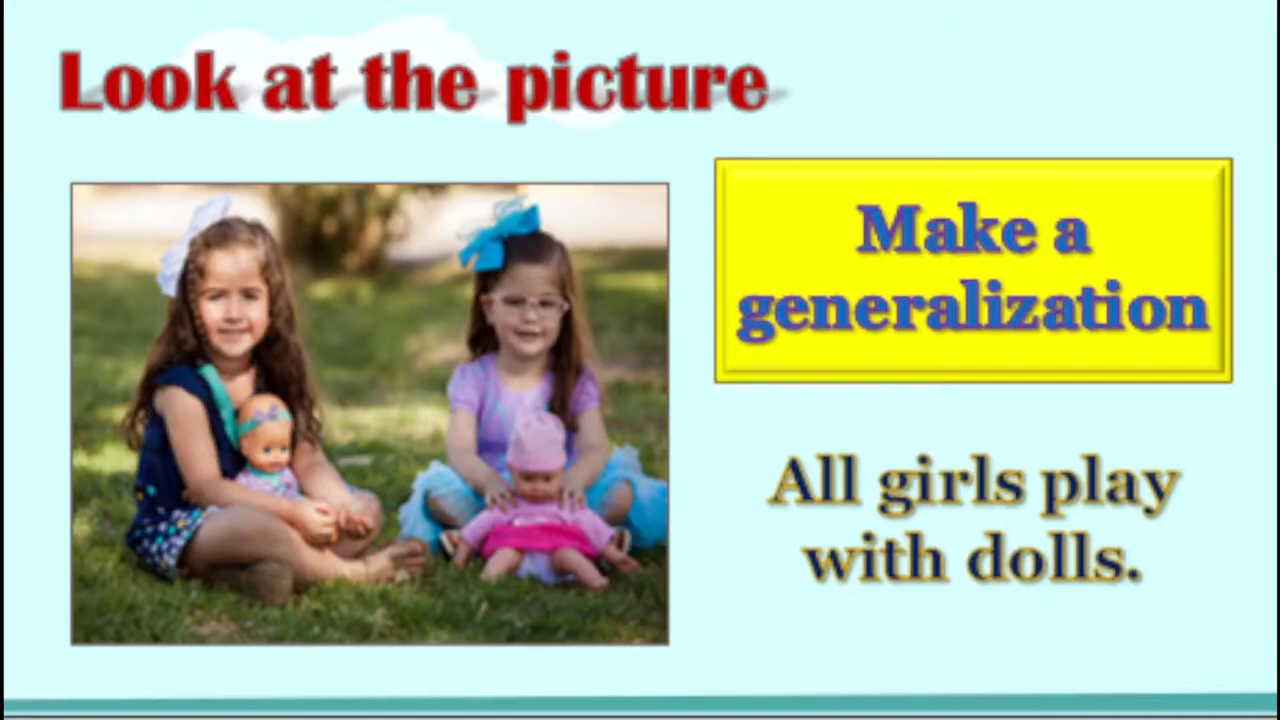 Look at the picture
Make a
generalization
All girls play
with dolls.